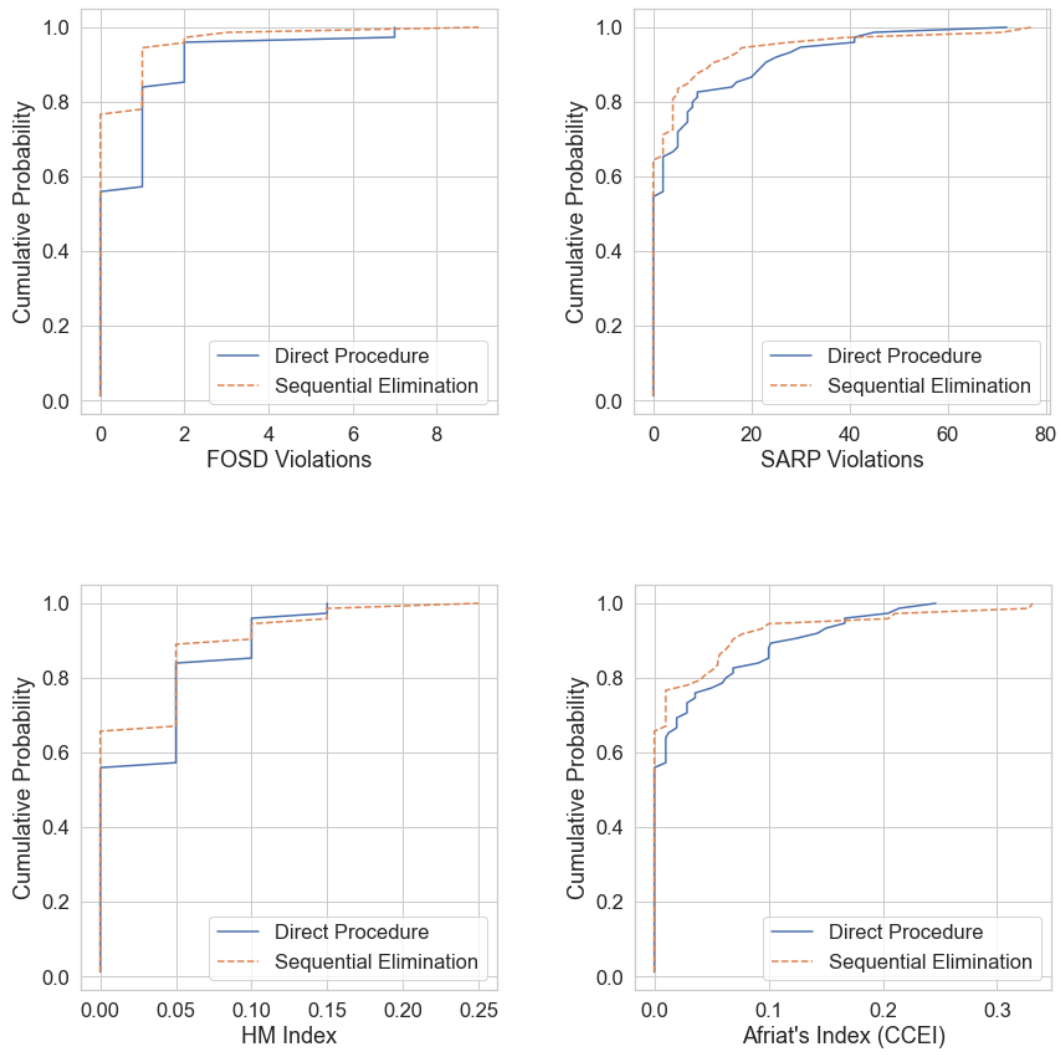 Cumulative Probability
1.0
0.8
0.6
0.4
0.2
0.0
Direct Procedure
Sequential Elimination
0 2 4 6 8
FOSD Violations
Cumulative Probability
1.0
0.8
0.6
0.4
0.2
0.0
Direct Procedure
Sequential Elimination
0 20 40 60 80
SARP Violations
Cumulative Probability
1.0
0.8
0.6
0.4
0.2
0.0
Direct Procedure
Sequential Elimination
0.00 0.05 0.10 0.15 0.20 0.25
HM Index
Cumulative Probability
1.0
0.8
0.6
0.4
0.2
0.0
Direct Procedure
Sequential Elimination
0.0 0.1 0.2 0.3
Afriat's Index (CCEI)